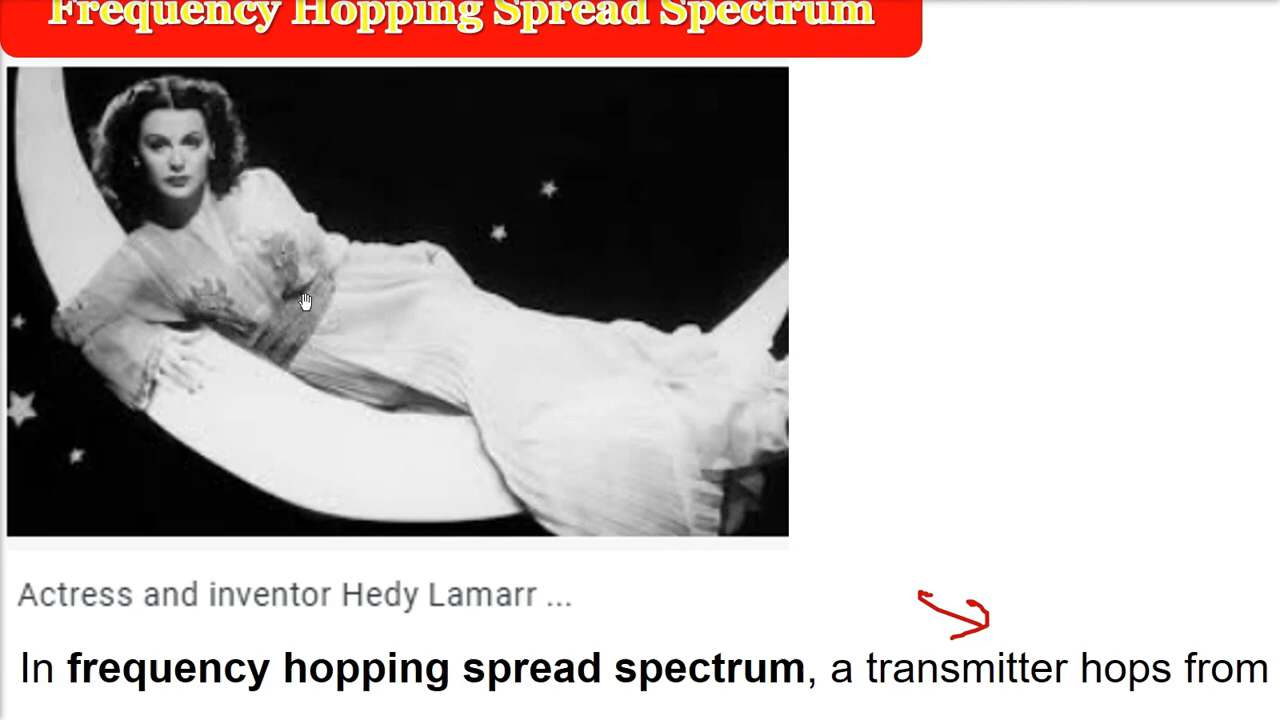 Frequency Hopping Spread Spectrum
Actress and inventor Hedy Lamarr ...
In frequency hopping spread spectrum, a transmitter hops from